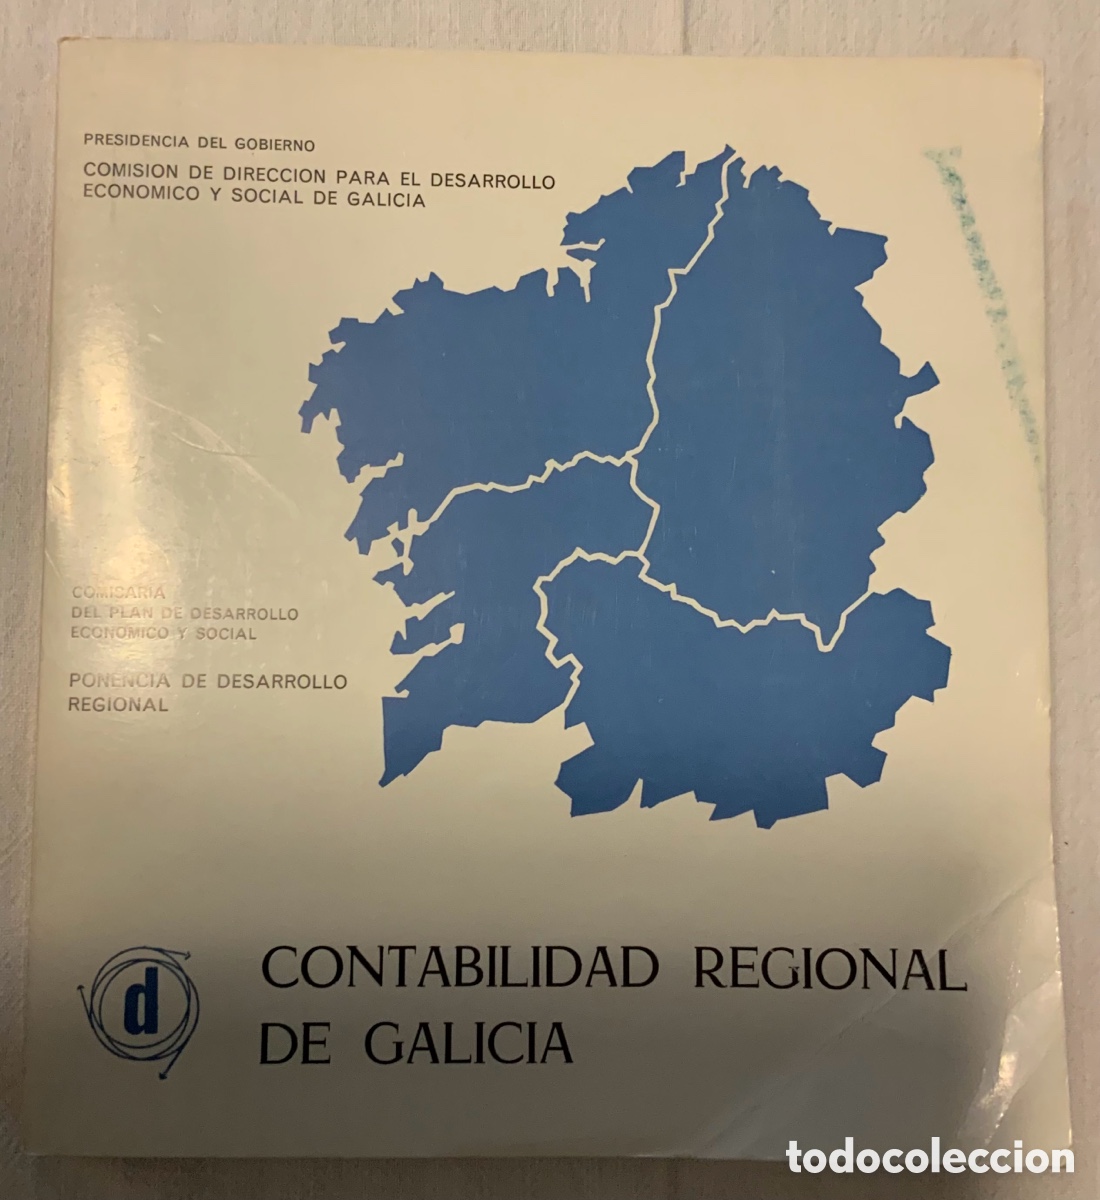 PRESIDENCIA DEL GOBIERNO
COMISION DE DIRECCION PARA EL DESARROLLO
ECONOMICO Y SOCIAL DE GALICIA
COMISARIA
DEL PLAN DE DESARROLLO
ECONOMICO Y SOCIAL
PONENCIA DE DESARROLLO
REGIONAL
d
CONTABILIDAD REGIONAL
DE GALICIA
todocoleccion